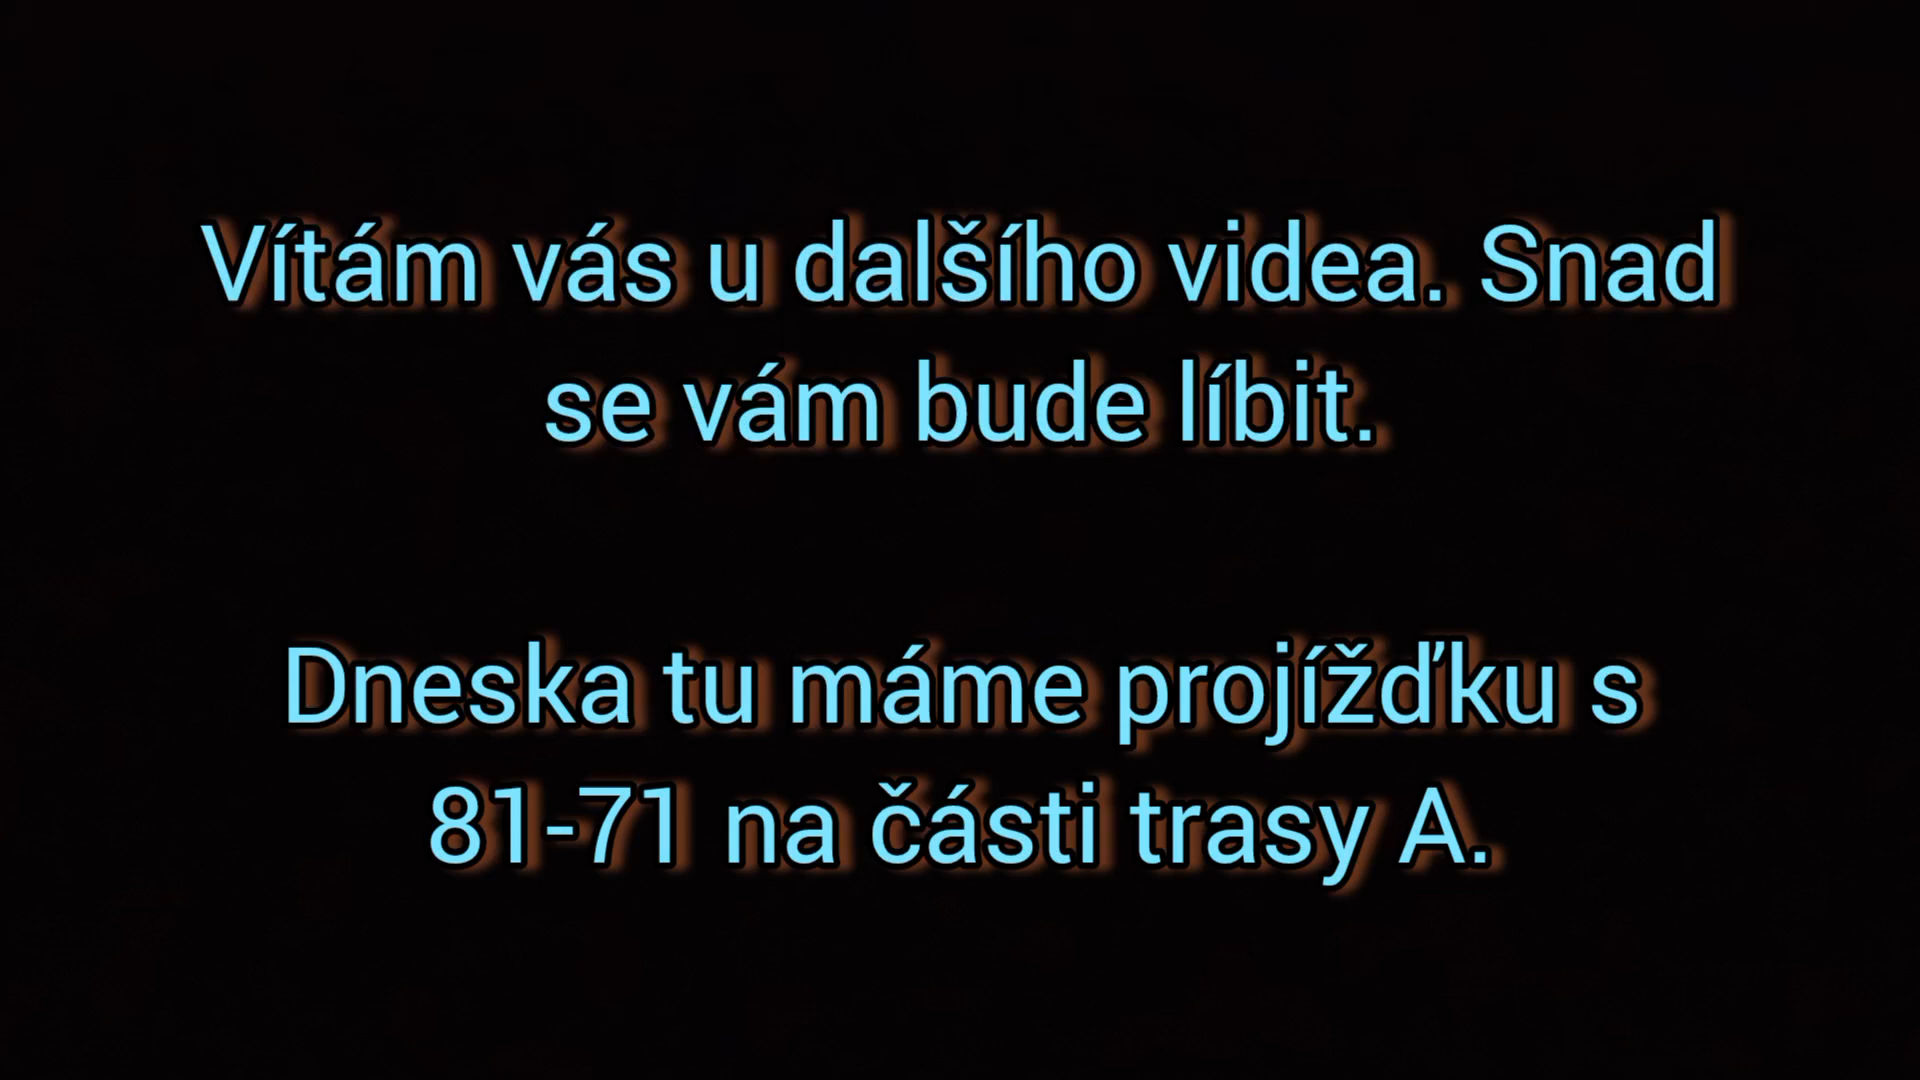 Vítám vás u dalšího videa. Snad
se vám bude líbit.
Dneska tu máme projížďku s
81-71 na části trasy A.